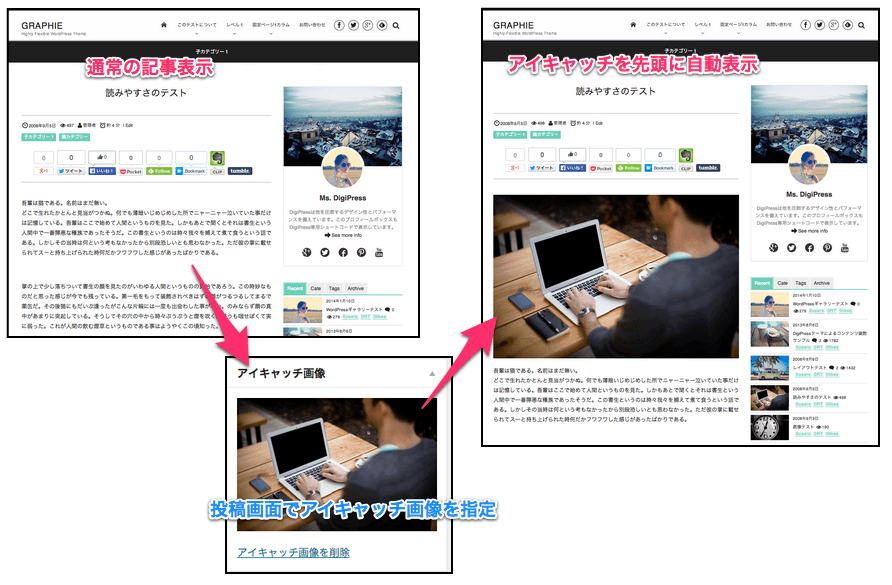 GRAPHIE
Highly Flexible WordPress Theme
このテストについて レベル1 固定ページ1カラム お問い合わせ
子カテゴリー 1
通常の記事表示
読みやすさのテスト
2008年9月5日 497 管理者 約 4 分 | Edit
子カテゴリー 1 親カテゴリー
0 0 0 0 0 0
+1 ツイート いいね! Pocket Follow Bookmark CLIP tumblr.
吾輩は猫である。名前はまだ無い。
どこで生れたかとんと見当がつかぬ。何でも薄暗いじめじめした所でニャーニャー泣いていた事だけ
は記憶している。吾輩はここで始めて人間というものを見た。しかもあとで聞くとそれは書生という
人間中で一番獰悪な種族であったそうだ。この書生というのは時々我々を捕えて煮て食うという話で
ある。しかしその当時は何という考もなかったから別段恐しいとも思わなかった。ただ彼の掌に載せ
られてスーと持ち上げられた時何だかフワフワした感じがあったばかりである。
掌の上で少し落ちついて書生の顔を見たのがいわゆる人間というものの見始であろう。この時妙なも
のだと思った感じが今でも残っている。第一毛をもって装飾されべきはずの顔がつるつるしてまるで
薬缶だ。その後猫にもだいぶ逢ったがこんな片輪には一度も出会わした事がない。のみならず顔の真
中があまりに突起している。そうしてその穴の中から時々ぷうぷうと煙を吹く。どうも咽せぽくて実
に弱った。これが人間の飲む煙草というものである事はようやくこの頃知った。
Ms. DigiPress
DigiPressは他を圧倒するデザイン性とパフォーマ
ンスを備えています。このプロフィールボックスも
DigiPress専用ショートコードで表示しています。
See more info
Recent Cate Tags Archive
2014年1月10日
WordPressギャラリーテスト 0
279
2013年8月6日
アイキャッチ画像
投稿画面でアイキャッチ画像を指定
アイキャッチ画像を削除
GRAPHIE
Highly Flexible WordPress Theme
このテストについて レベル1 固定ページ1カラム お問い合わせ
子カテゴリー 1
アイキャッチを先頭に自動表示
読みやすさのテスト
2008年9月5日 498 管理者 約 4 分 | Edit
子カテゴリー 1 親カテゴリー
0 0 0 0 0 0
+1 ツイート いいね! Pocket Follow Bookmark CLIP tumblr.
吾輩は猫である。名前はまだ無い。
どこで生れたかとんと見当がつかぬ。何でも薄暗いじめじめした所でニャーニャー泣いていた事だけ
は記憶している。吾輩はここで始めて人間というものを見た。しかもあとで聞くとそれは書生という
人間中で一番獰悪な種族であったそうだ。この書生というのは時々我々を捕えて煮て食うという話で
ある。しかしその当時は何という考もなかったから別段恐しいとも思わなかった。ただ彼の掌に載せ
られてスーと持ち上げられた時何だかフワフワした感じがあったばかりである。
Ms. DigiPress
DigiPressは他を圧倒するデザイン性とパフォーマ
ンスを備えています。このプロフィールボックスも
DigiPress専用ショートコードで表示しています。
See more info
Recent Cate Tags Archive
2014年1月10日
WordPressギャラリーテスト 0
279
2013年8月6日
DigiPressテーマによるコンテンツ装飾
サンプル 3 1782
2008年9月9日
レイアウトテスト 2 1432
2008年9月5日
読みやすさのテスト 498
2008年9月3日
画像テスト 180